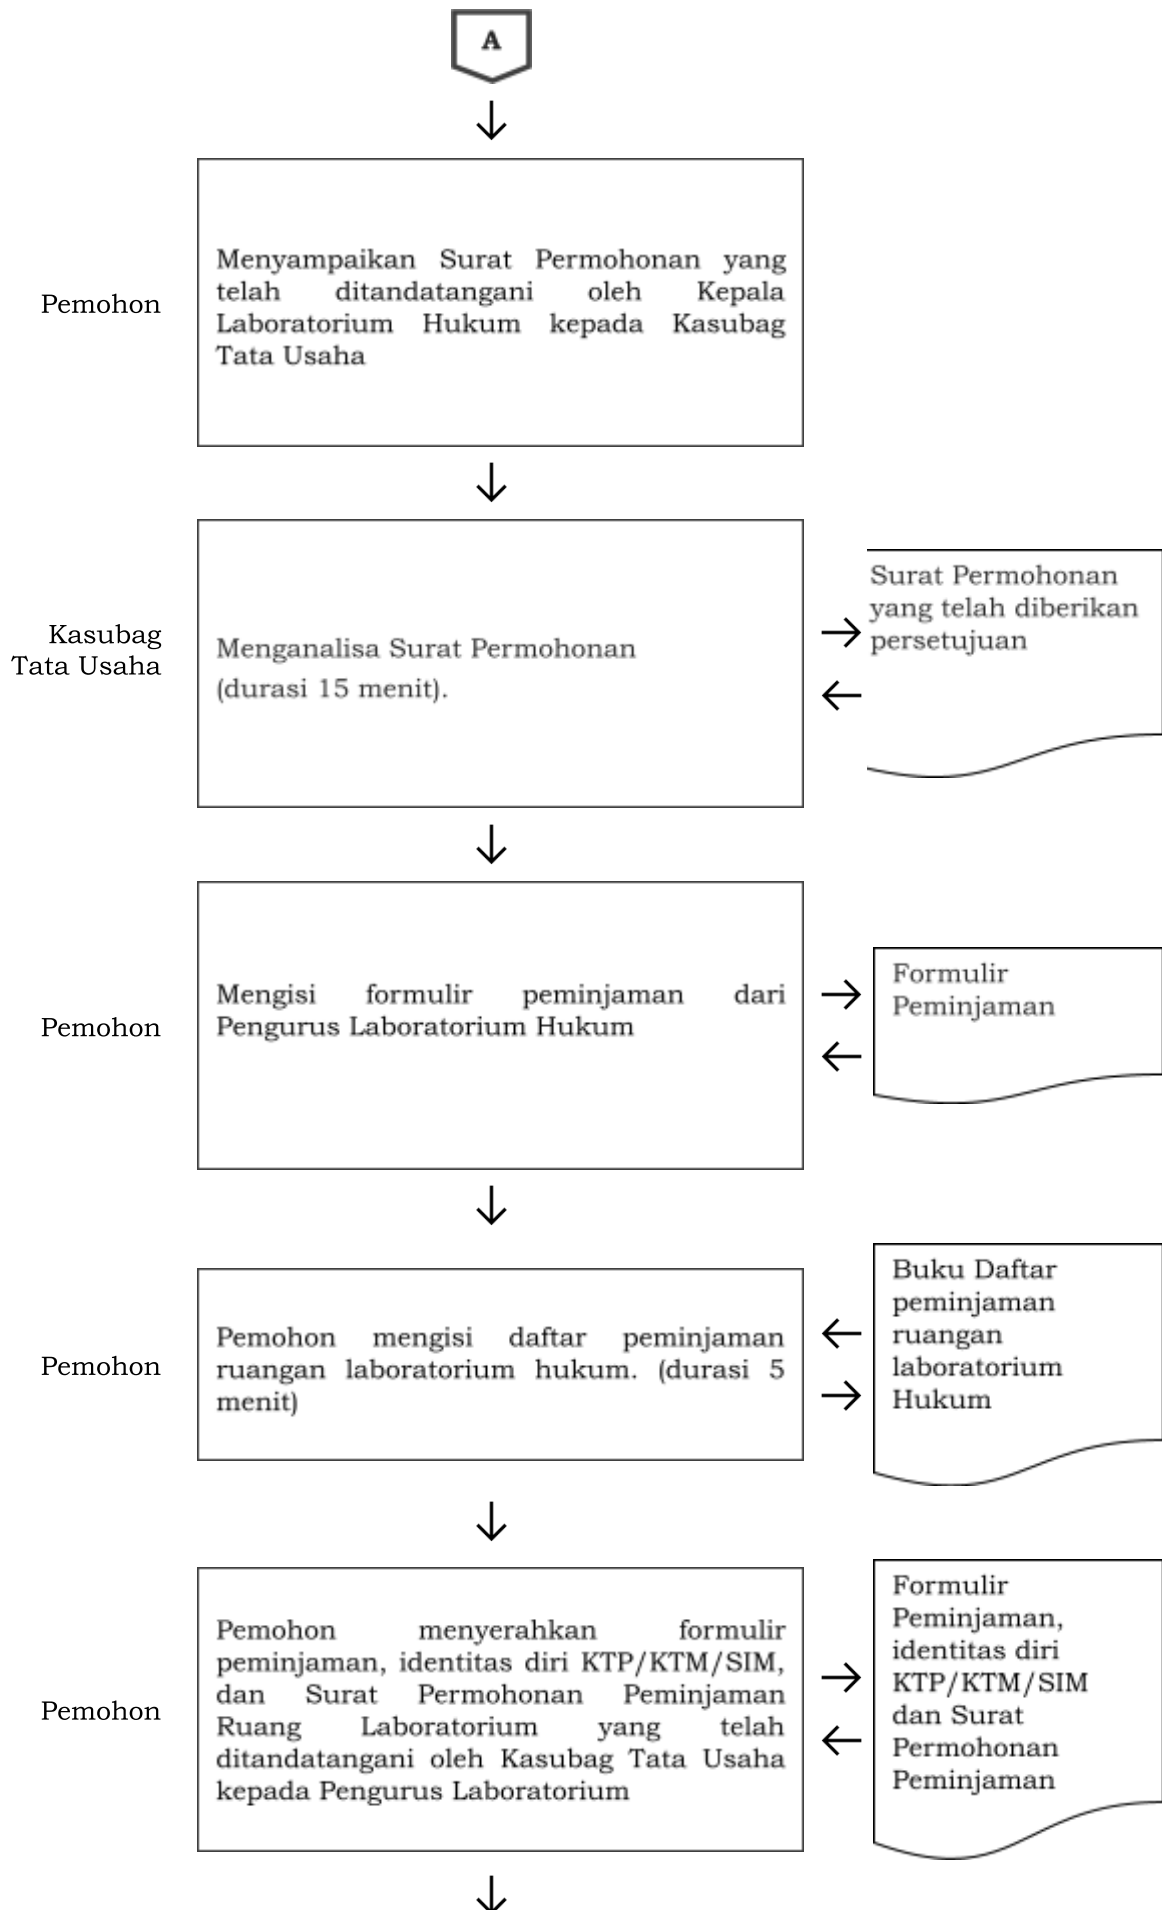 A
Pemohon
Menyampaikan Surat Permohonan yang
telah ditandatangani oleh Kepala
Laboratorium Hukum kepada Kasubag
Tata Usaha
Kasubag
Tata Usaha
Menganalisa Surat Permohonan
(durasi 15 menit).
Surat Permohonan
yang telah diberikan
persetujuan
Pemohon
Mengisi formulir peminjaman dari
Pengurus Laboratorium Hukum
Formulir
Peminjaman
Pemohon
Pemohon mengisi daftar peminjaman
ruangan laboratorium hukum. (durasi 5
menit)
Buku Daftar
peminjaman
ruangan
laboratorium
Hukum
Pemohon
Pemohon menyerahkan formulir
peminjaman, identitas diri KTP/KTM/SIM,
dan Surat Permohonan Peminjaman
Ruang Laboratorium yang telah
ditandatangani oleh Kasubag Tata Usaha
kepada Pengurus Laboratorium
Formulir
Peminjaman,
identitas diri
KTP/KTM/SIM
dan Surat
Permohonan
Peminjaman